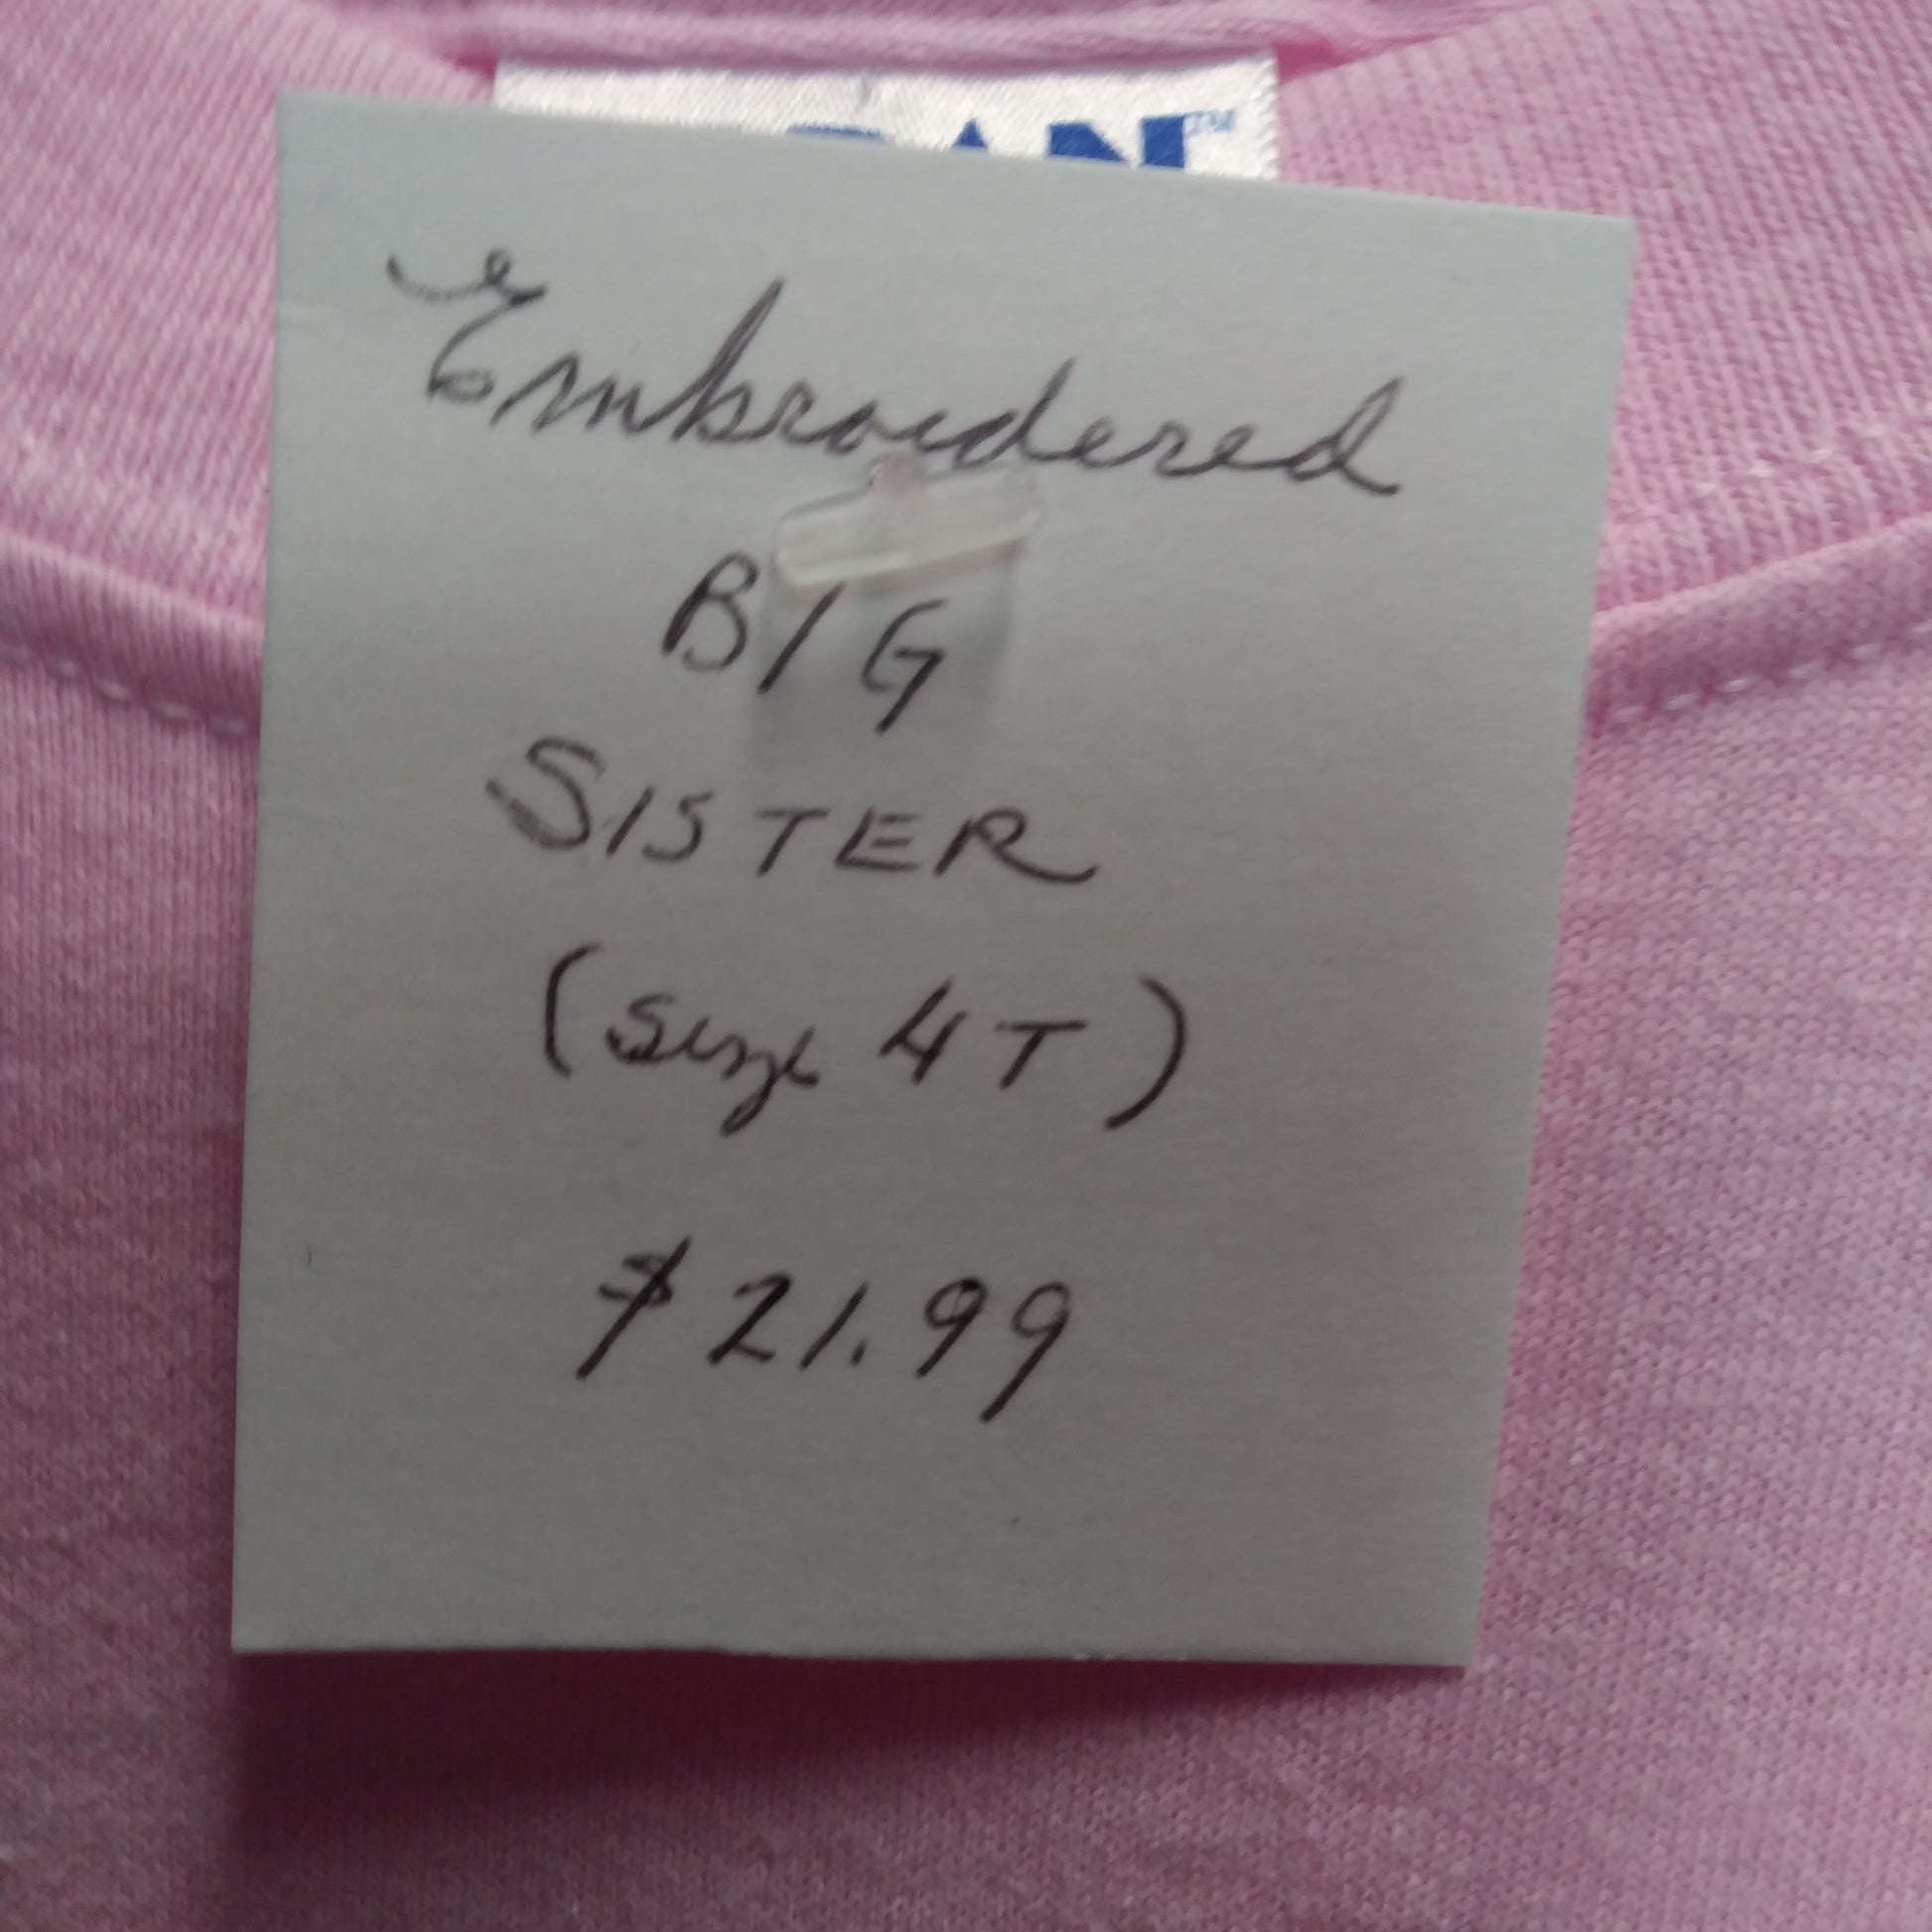 Embroidered
BIG
SISTER
(Size 4T)
$21.99